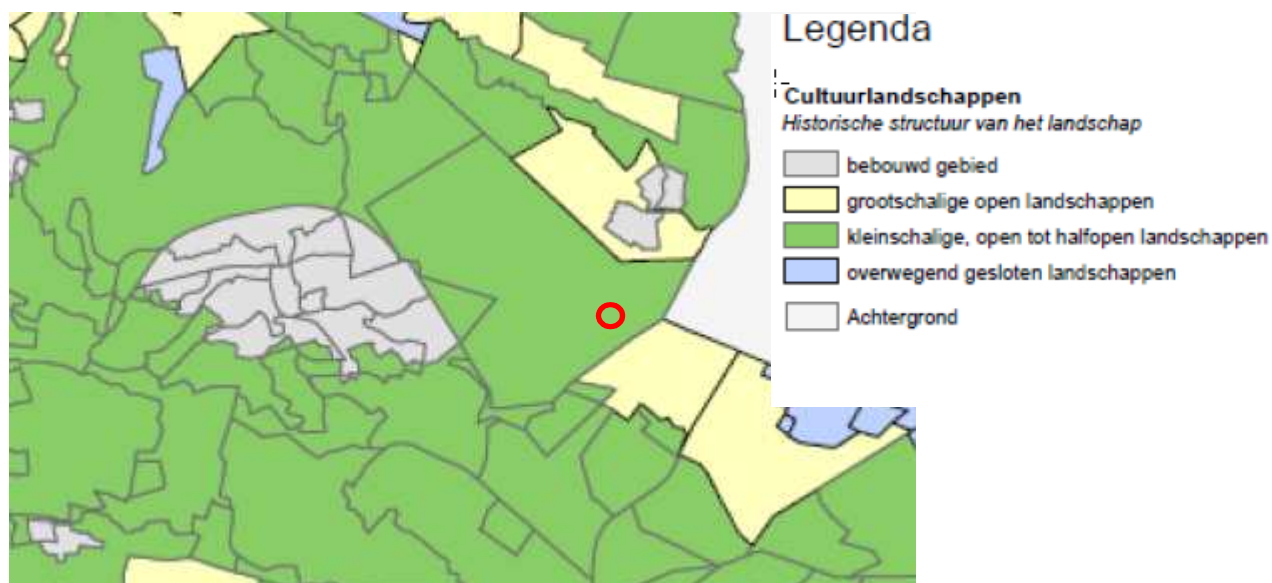 Legenda
Cultuurlandschappen
Historische structuur van het landschap
bebouwd gebied
grootschalige open landschappen
kleinschalige, open tot halfopen landschappen
overwegend gesloten landschappen
Achtergrond